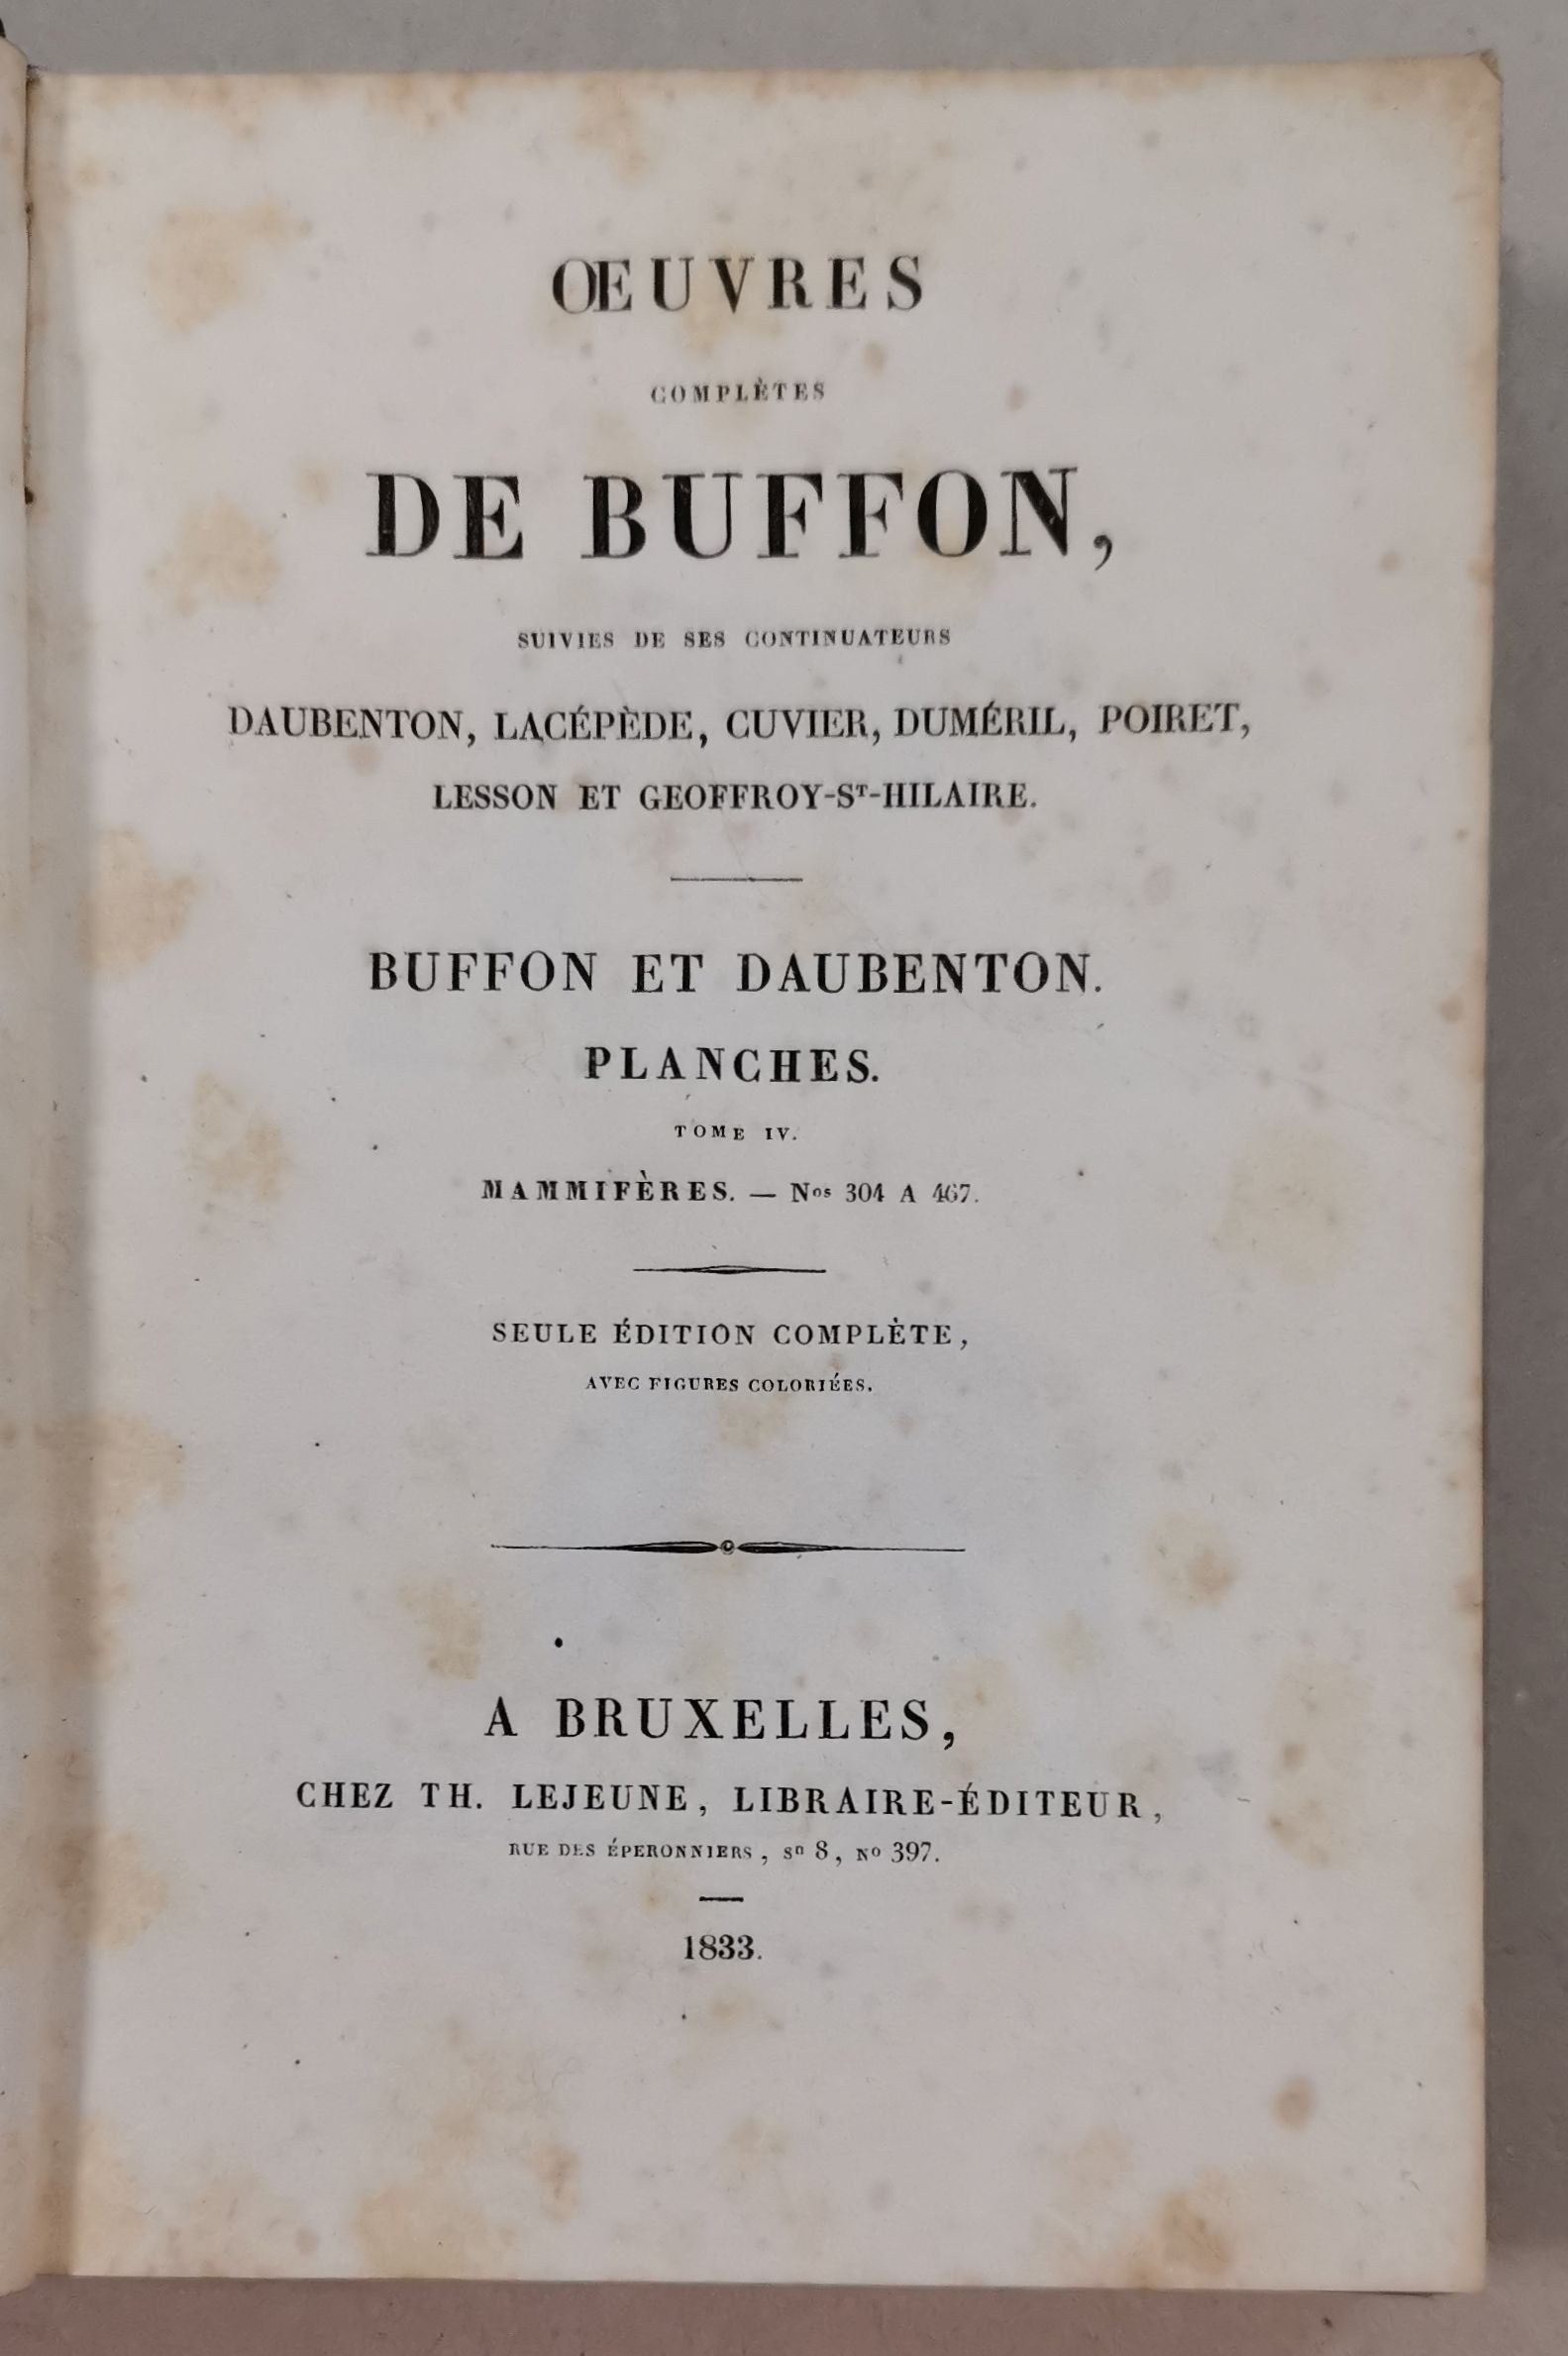 OEUVRES
COMPLÈTES
DE BUFFON,
SUIVIES DE SES CONTINUATEURS
DAUBENTON, LACÉPÈDE, CUVIER, DUMÉRIL, POIRET,
LESSON ET GEOFFROY-Sᵀ-HILAIRE.
BUFFON ET DAUBENTON.
PLANCHES.
TOME IV.
MAMMIFÈRES. — Nᵒˢ 304 A 467.
SEULE ÉDITION COMPLÈTE,
AVEC FIGURES COLORIÉES.
A BRUXELLES,
CHEZ TH. LEJEUNE, LIBRAIRE-ÉDITEUR,
RUE DES ÉPERONNIERS, Sⁿ 8, Nᵒ 397.
1833.